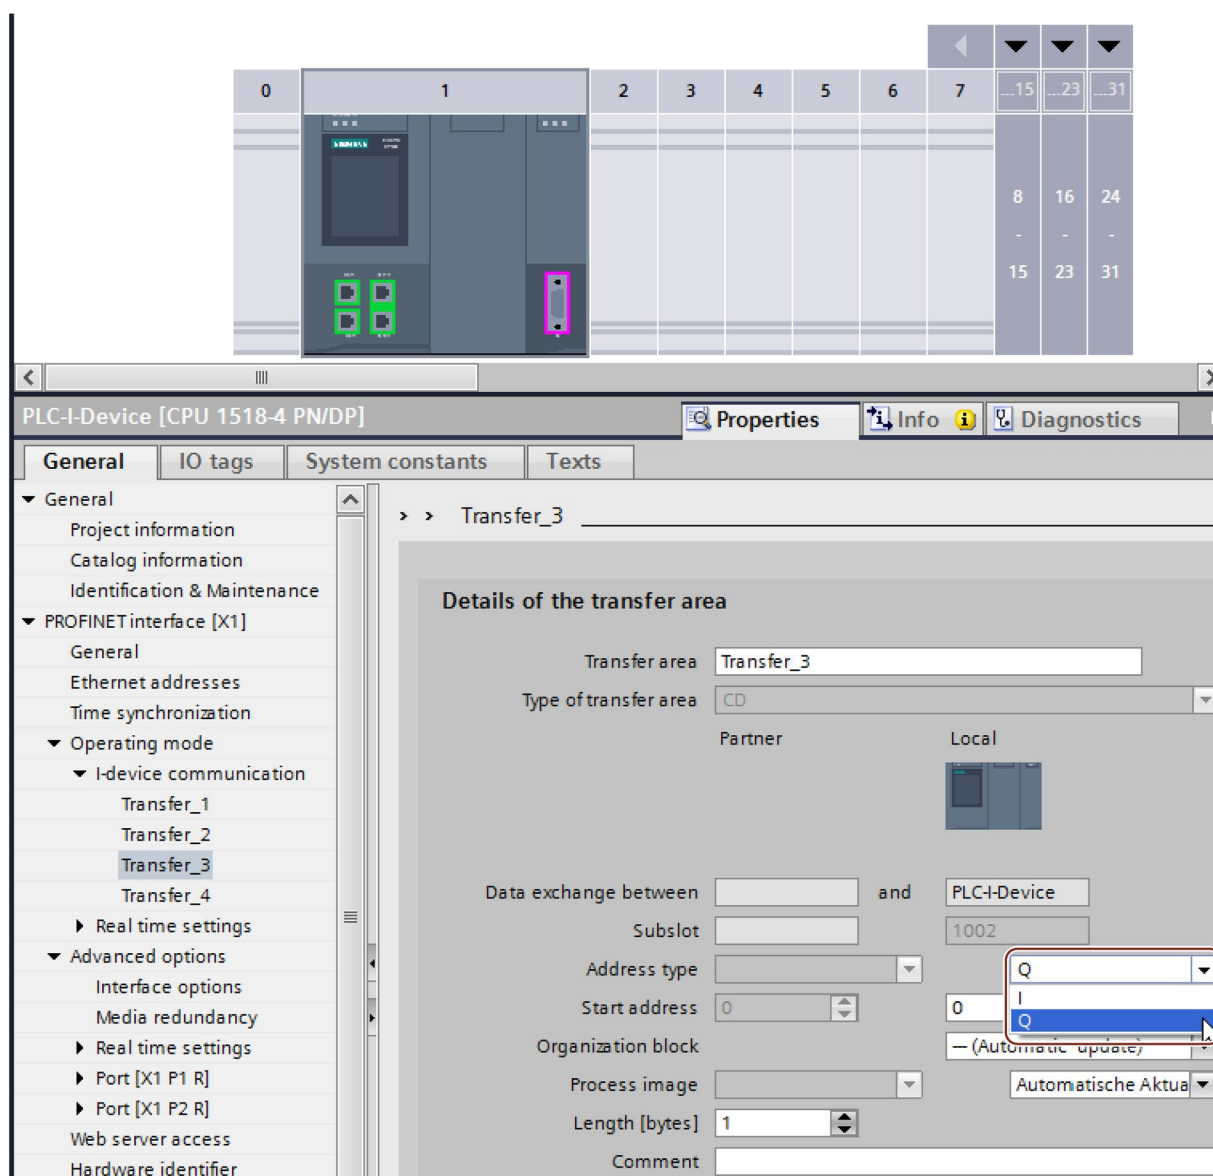 0 1 2 3 4 5 6 7 ...15 ...23 ...31
8 16 24
- - -
15 23 31
SIEMENS
PLC-I-Device [CPU 1518-4 PN/DP]
Properties Info Diagnostics
General IO tags System constants Texts
General
Project information
Catalog information
Identification & Maintenance
PROFINET interface [X1]
General
Ethernet addresses
Time synchronization
Operating mode
I-device communication
Transfer_1
Transfer_2
Transfer_3
Transfer_4
Real time settings
Advanced options
Interface options
Media redundancy
Real time settings
Port [X1 P1 R]
Port [X1 P2 R]
Web server access
Hardware identifier
> > Transfer_3
Details of the transfer area
Transfer area Transfer_3
Type of transfer area CD
Partner Local
Data exchange between and PLC-I-Device
Subslot 1002
Address type Q
I
Q
Start address 0 0
Organization block --- (Automatic update)
Process image Automatische Aktua
Length [bytes] 1
Comment